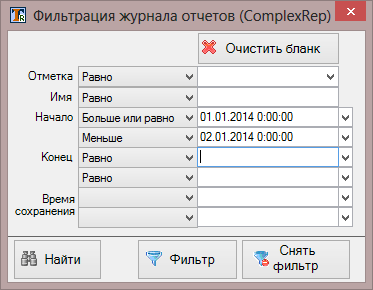 Фильтрация журнала отчетов (ComplexRep)
Очистить бланк
Отметка Равно
Имя Равно
Начало Больше или равно 01.01.2014 0:00:00
Меньше 02.01.2014 0:00:00
Конец Равно
Равно
Время
сохранения
Найти
Фильтр
Снять
фильтр